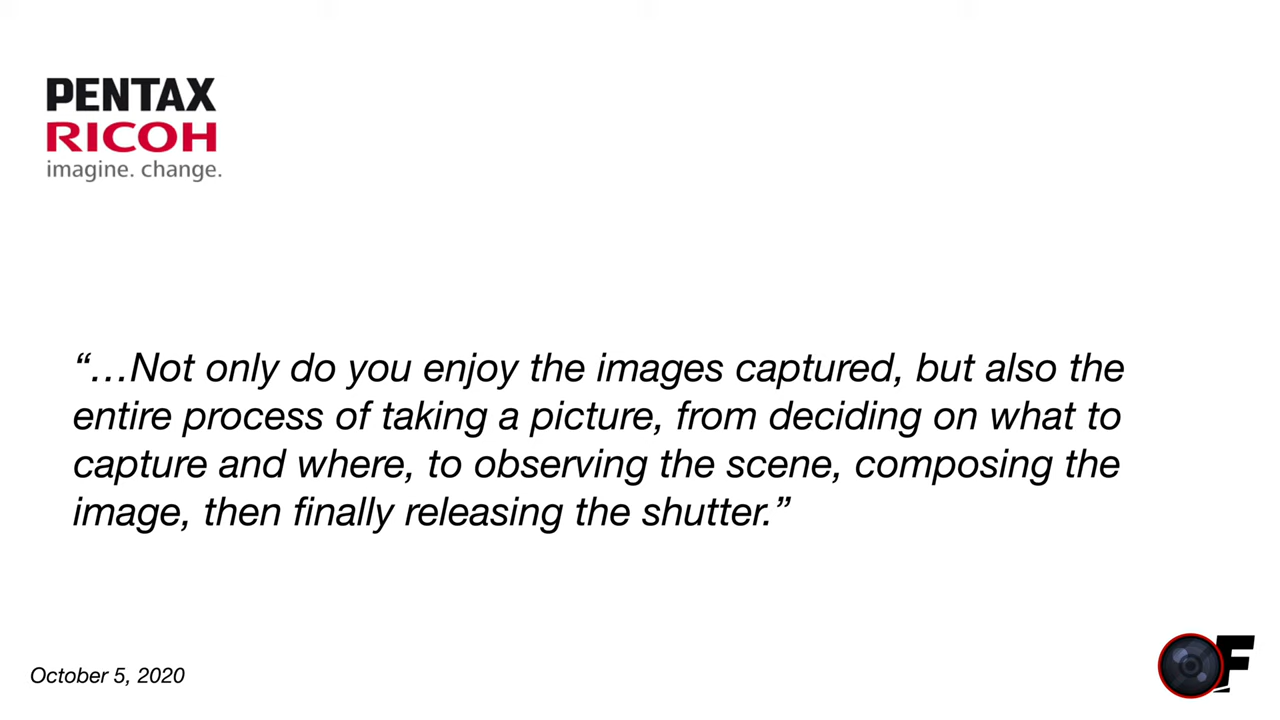 PENTAX
RICOH
imagine. change.
“…Not only do you enjoy the images captured, but also the
entire process of taking a picture, from deciding on what to
capture and where, to observing the scene, composing the
image, then finally releasing the shutter.”
October 5, 2020
F